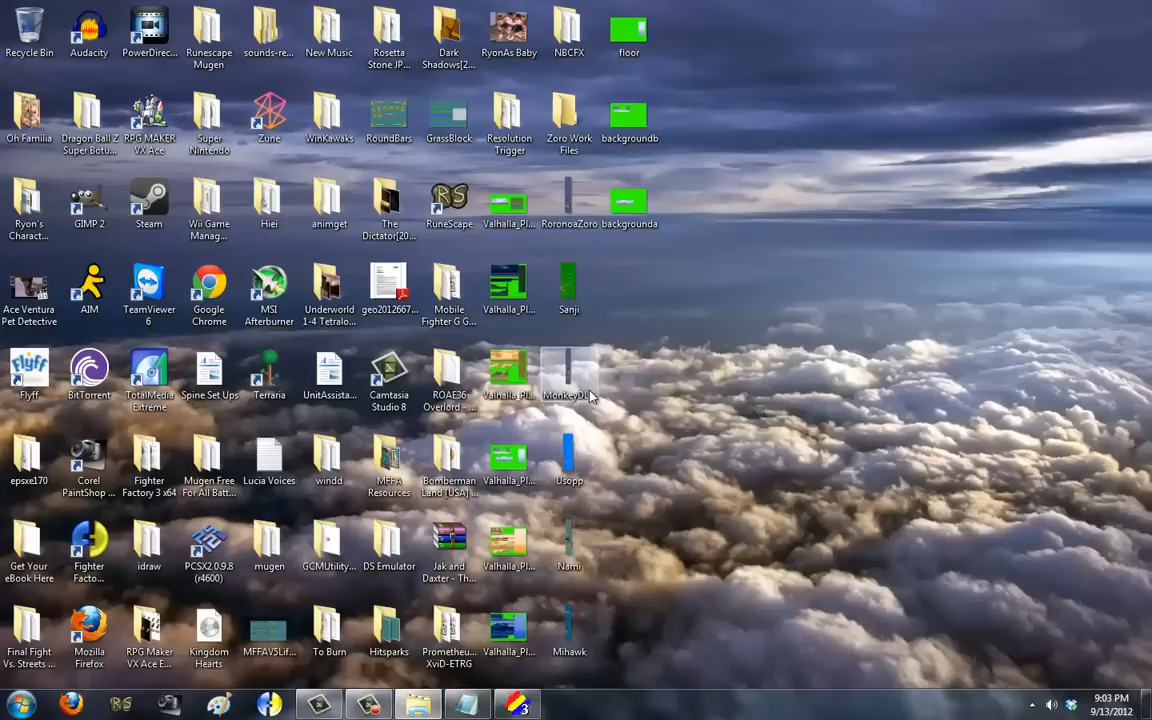 Recycle Bin
Audacity
PowerDirec...
Runescape
Mugen
sounds-re...
New Music
Rosetta
Stone JP...
Dark
Shadows[2...
RyonAs Baby
NBCFX
floor
Oh Familia
Dragon Ball Z
Super Botu...
RPG MAKER
VX Ace
Super
Nintendo
Zune
WinKawaks
RoundBars
GrassBlock
Resolution
Trigger
Zoro Work
Files
backgroundb
Ryon's
Charact...
GIMP 2
Steam
Wii Game
Manag...
Hiei
animget
The
Dictator[20...
RS
RuneScape
Valhalla_Pl...
RoronoaZoro
backgrounda
Ace Ventura
Pet Detective
AIM
TeamViewer
6
Google
Chrome
MSI
Afterburner
Underworld
1-4 Tetralo...
geo2012667...
Mobile
Fighter G G...
Valhalla_Pl...
Sanji
Flyff
Flyff
BitTorrent
TotalMedia
Extreme
Spine Set Ups
Terraria
UnitAssista...
Camtasia
Studio 8
ROAE36
Overlord - ...
Valhalla_Pl...
epsxe170
Corel
PaintShop ...
Fighter
Factory 3 x64
Mugen Free
For All Batt...
Lucia Voices
windd
MFFA
Resources
Bomberman
Land [USA]...
Valhalla_Pl...
Usopp
Get Your
eBook Here
Fighter
Facto...
idraw
PCSX2 0.9.8
(r4600)
mugen
GCMUtility...
DS Emulator
Jak and
Daxter - Th...
Valhalla_Pl...
Nami
Final Fight
Vs. Streets ...
Mozilla
Firefox
RPG Maker
VX Ace E...
Kingdom
Hearts
MFFAV5Lif...
To Burn
Hitsparks
Prometheu...
XviD-ETRG
Valhalla_Pl...
Mihawk
RS
3
9:03 PM
9/13/2012